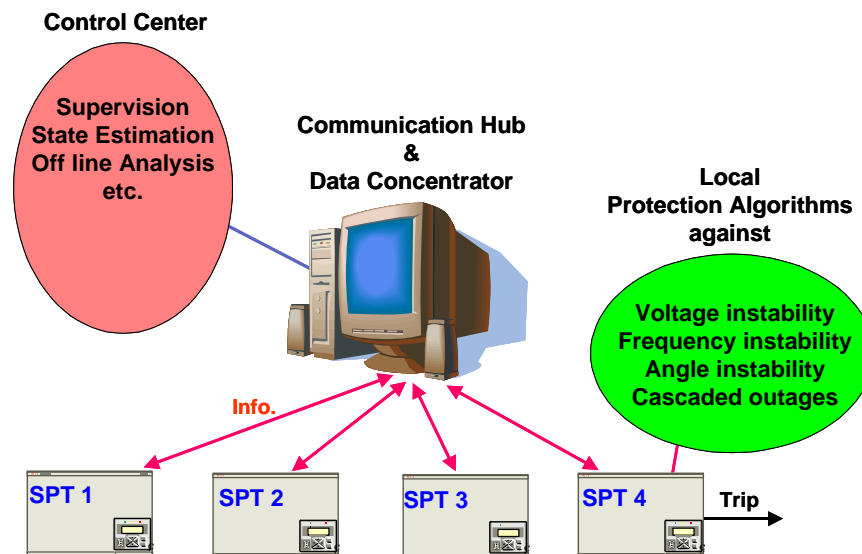 Control Center
Supervision
State Estimation
Off line Analysis
etc.
Communication Hub
&
Data Concentrator
Local
Protection Algorithms
against
Voltage instability
Frequency instability
Angle instability
Cascaded outages
Info.
SPT 1
SPT 2
SPT 3
SPT 4
Trip